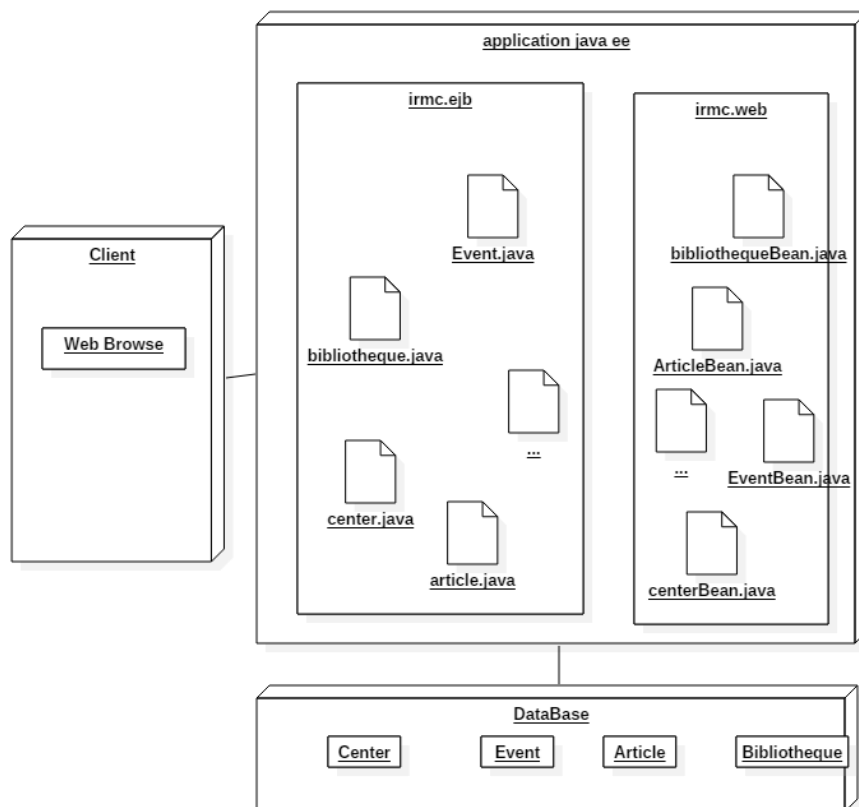 application java ee
irmc.ejb
irmc.web
Event.java
bibliothequeBean.java
Client
Web Browse
bibliotheque.java
ArticleBean.java
...
...
EventBean.java
center.java
article.java
centerBean.java
DataBase
Center
Event
Article
Bibliotheque